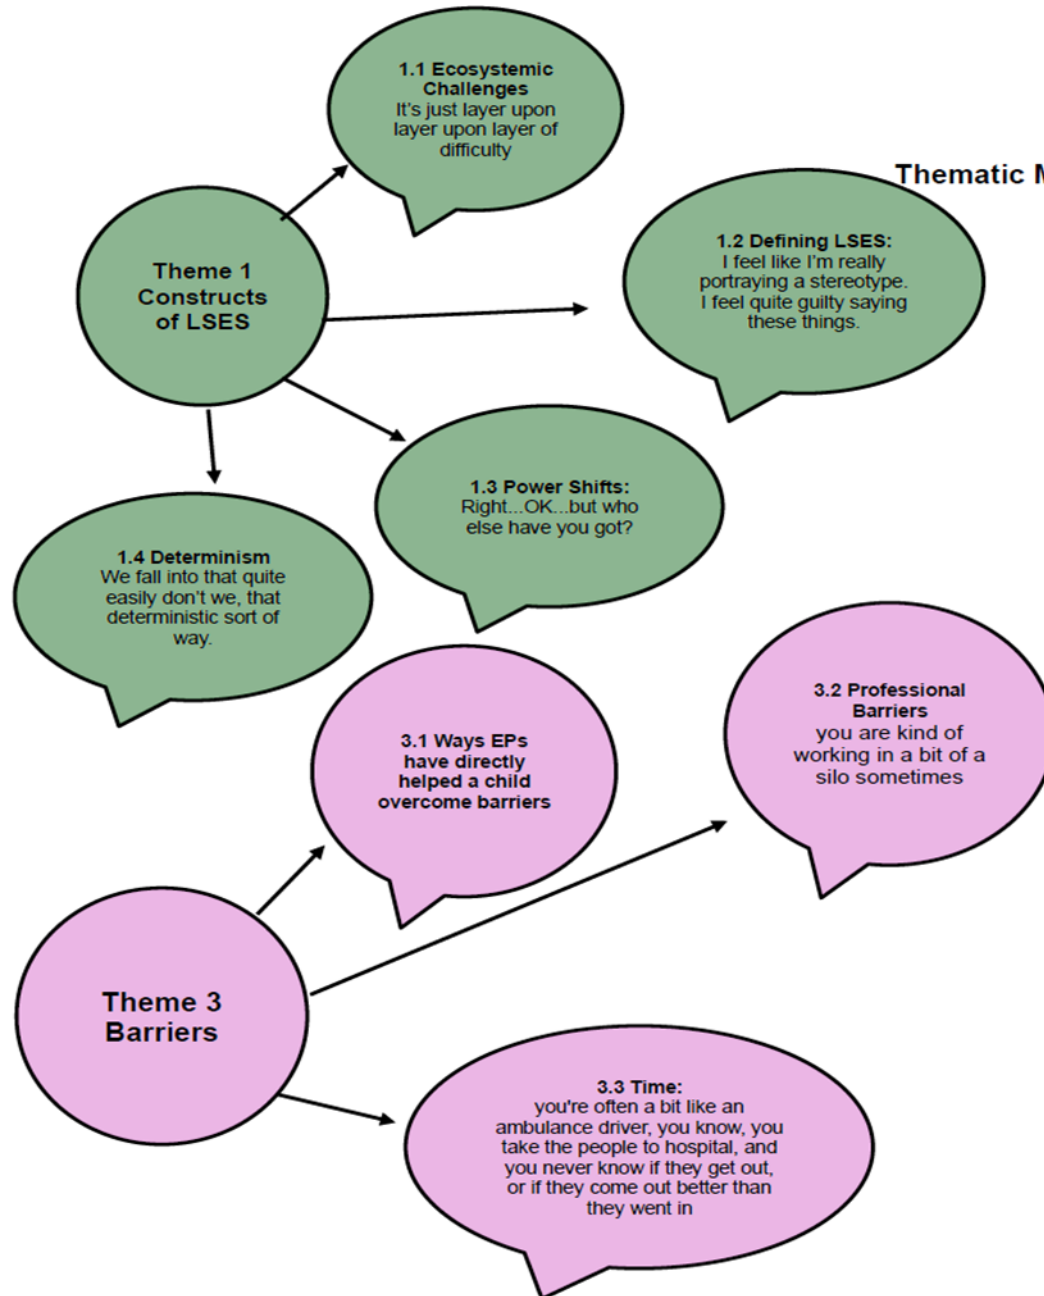 1.1 Ecosystemic
Challenges
It's just layer upon
layer upon layer of
difficulty
Thematic M
1.2 Defining LSES:
I feel like I'm really
portraying a stereotype.
I feel quite guilty saying
these things.
Theme 1
Constructs
of LSES
1.3 Power Shifts:
Right...OK...but who
else have you got?
1.4 Determinism
We fall into that quite
easily don't we, that
deterministic sort of
way.
3.1 Ways EPs
have directly
helped a child
overcome barriers
3.2 Professional
Barriers
you are kind of
working in a bit of a
silo sometimes
Theme 3
Barriers
3.3 Time:
you're often a bit like an
ambulance driver, you know, you
take the people to hospital, and
you never know if they get out,
or if they come out better than
they went in